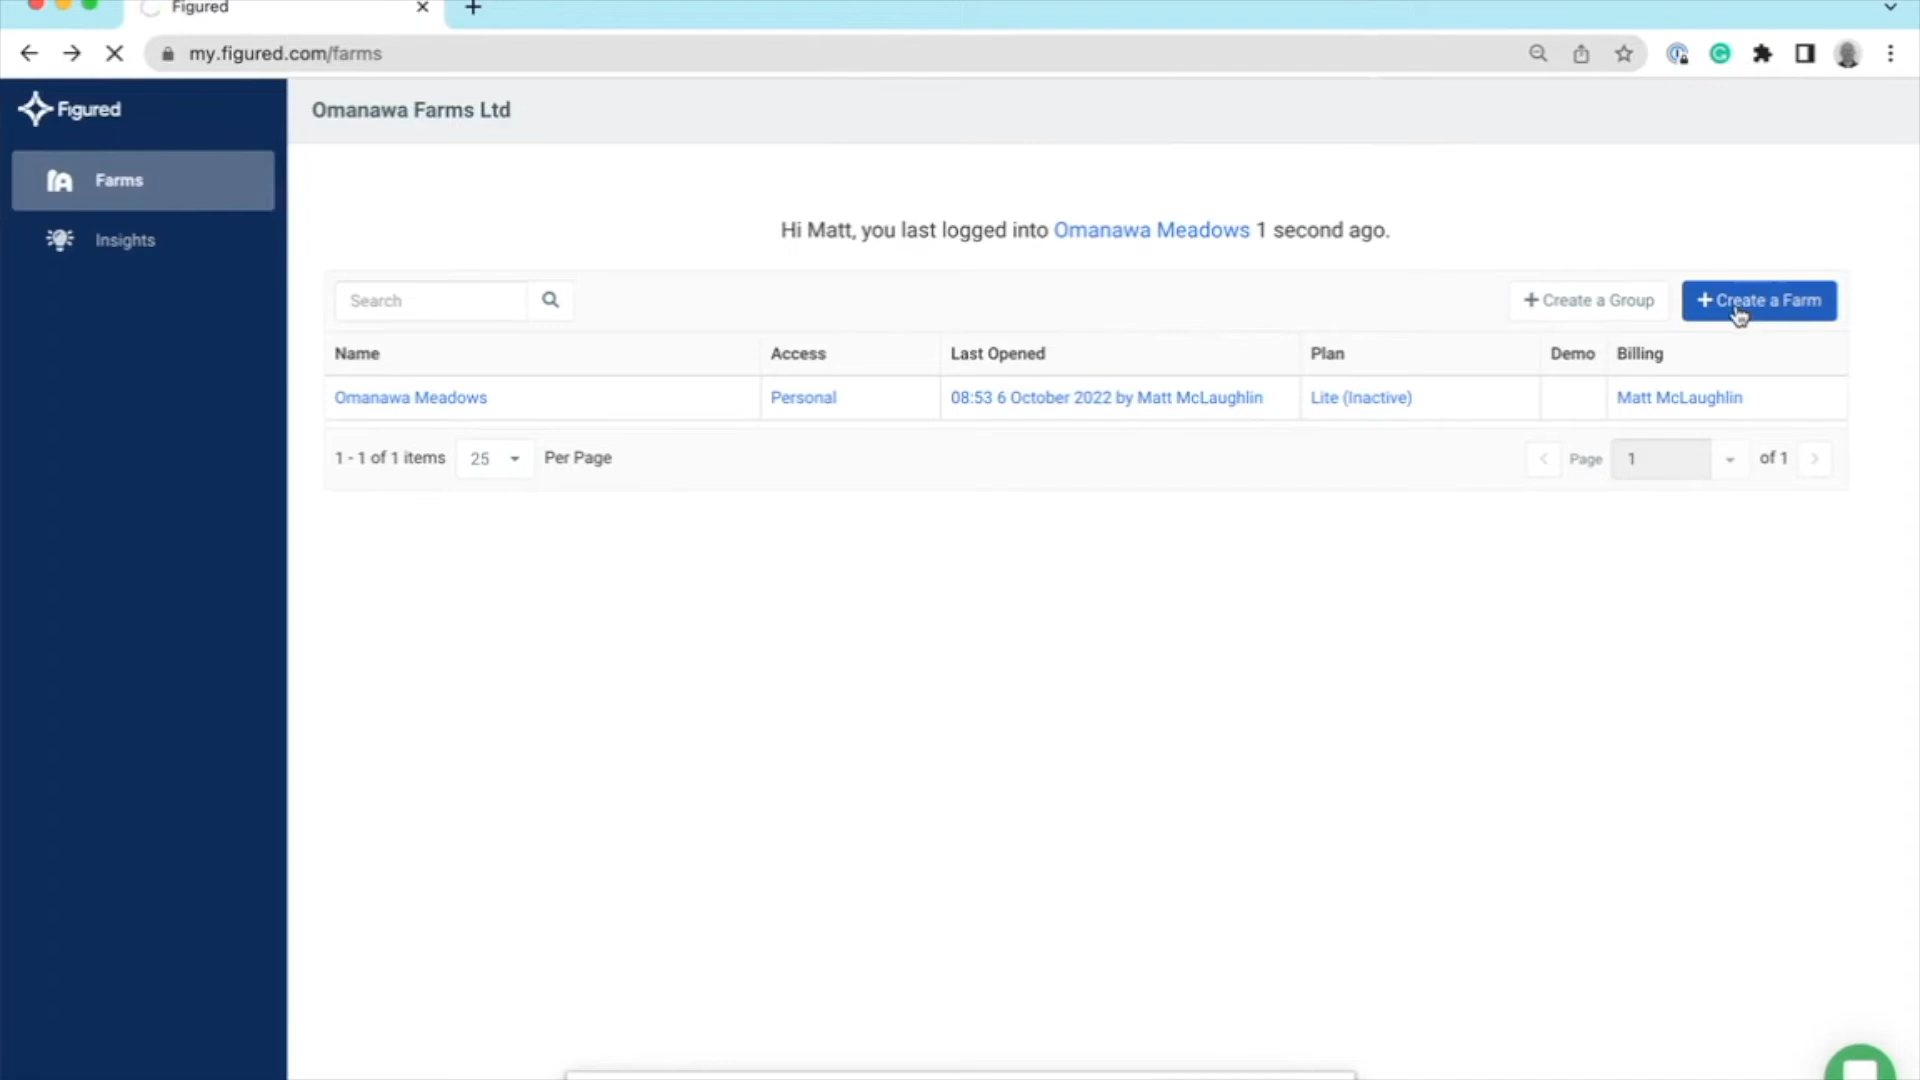 Figured
my.figured.com/farms
Figured
Omanawa Farms Ltd
Farms
Insights
Hi Matt, you last logged into Omanawa Meadows 1 second ago.
Search
+ Create a Group
+ Create a Farm
Name Access Last Opened Plan Demo Billing
Omanawa Meadows Personal 08:53 6 October 2022 by Matt McLaughlin Lite (Inactive) Matt McLaughlin
1 - 1 of 1 items 25 Per Page Page 1 of 1